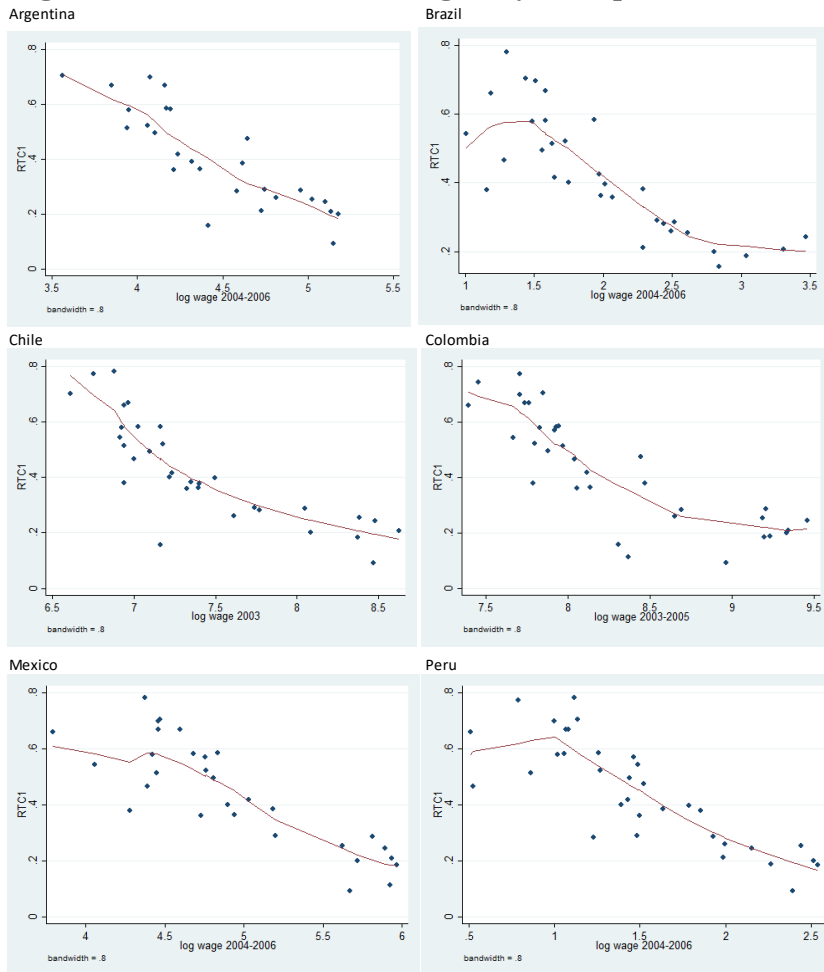 Argentina
.8
.6
.4
.2
0
RTC1
3.5 4 4.5 5 5.5
log wage 2004-2006
bandwidth = .8
Brazil
.8
.6
.4
.2
RTC1
1 1.5 2 2.5 3 3.5
log wage 2004-2006
bandwidth = .8
Chile
.8
.6
.4
.2
0
RTC1
6.5 7 7.5 8 8.5
log wage 2003
bandwidth = .8
Colombia
.8
.6
.4
.2
0
RTC1
7.5 8 8.5 9 9.5
log wage 2003-2005
bandwidth = .8
Mexico
.8
.6
.4
.2
0
RTC1
4 4.5 5 5.5 6
log wage 2004-2006
bandwidth = .8
Peru
.8
.6
.4
.2
0
RTC1
.5 1 1.5 2 2.5
log wage 2004-2006
bandwidth = .8